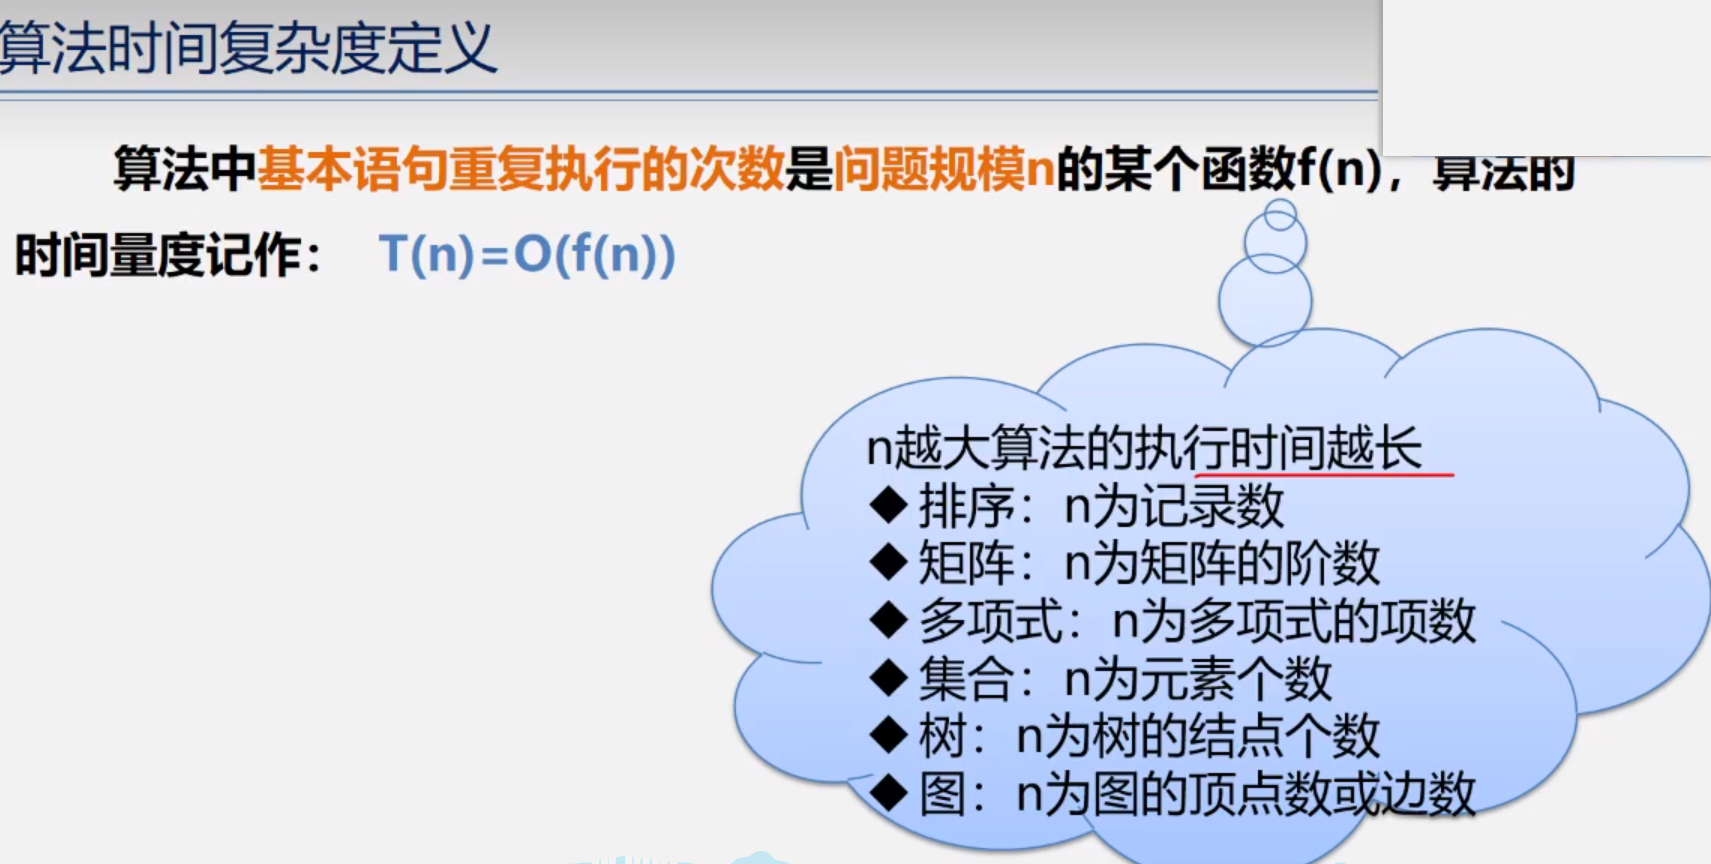 算法时间复杂度定义
算法中基本语句重复执行的次数是问题规模n的某个函数f(n)，算法的
时间量度记作： T(n)=O(f(n))
n越大算法的执行时间越长
◆ 排序：n为记录数
◆ 矩阵：n为矩阵的阶数
◆ 多项式：n为多项式的项数
◆ 集合：n为元素个数
◆ 树：n为树的结点个数
◆ 图：n为图的顶点数或边数